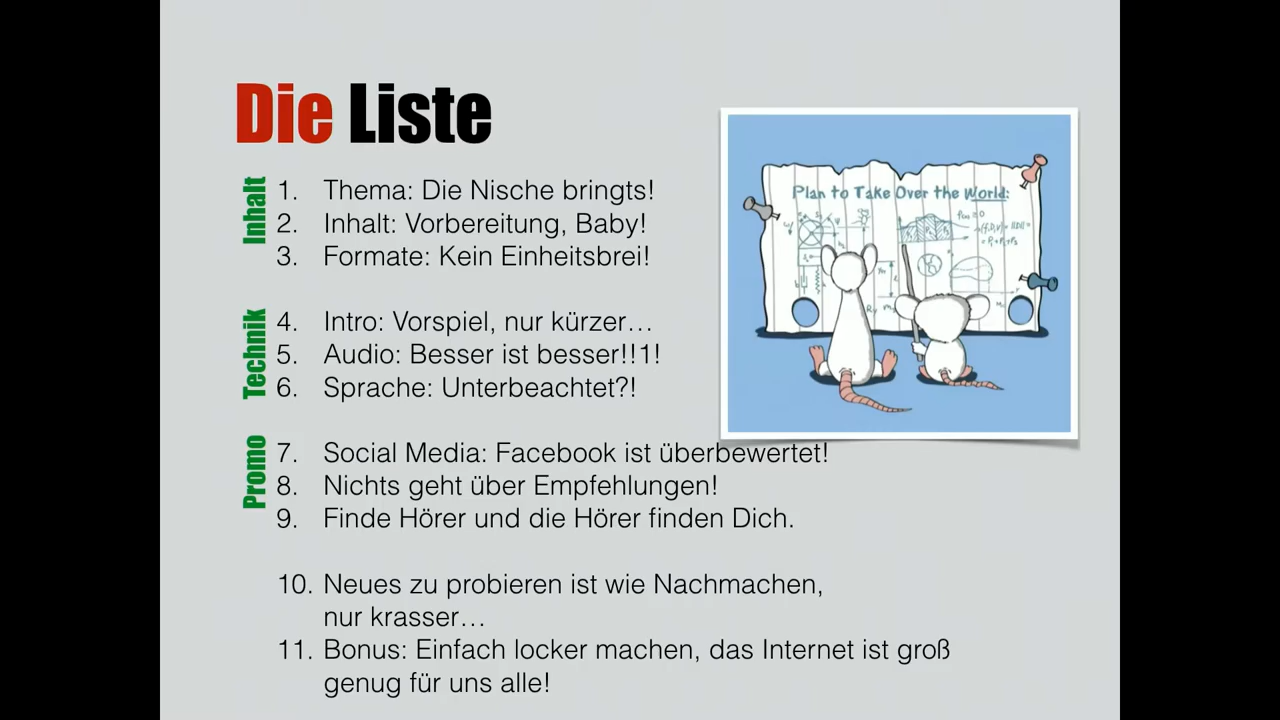 Die Liste
Inhalt
1. Thema: Die Nische bringts!
2. Inhalt: Vorbereitung, Baby!
3. Formate: Kein Einheitsbrei!
Technik
4. Intro: Vorspiel, nur kürzer…
5. Audio: Besser ist besser!!1!
6. Sprache: Unterbeachtet?!
Promo
7. Social Media: Facebook ist überbewertet!
8. Nichts geht über Empfehlungen!
9. Finde Hörer und die Hörer finden Dich.
10. Neues zu probieren ist wie Nachmachen,
nur krasser…
11. Bonus: Einfach locker machen, das Internet ist groß
genug für uns alle!
Plan to Take Over the World: